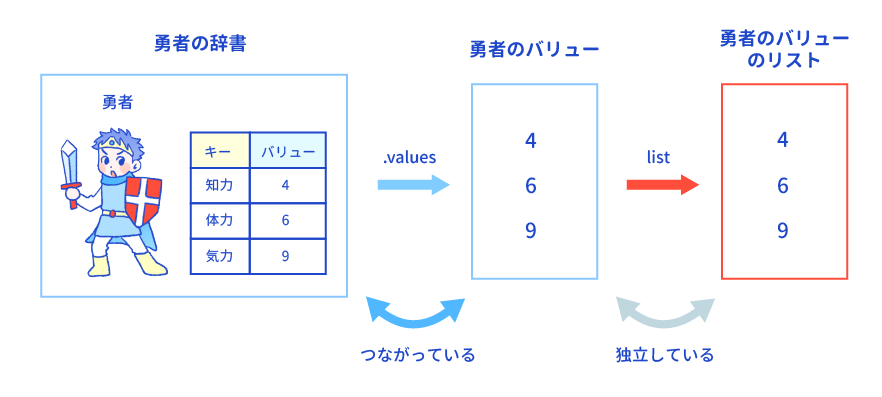 勇者の辞書
勇者
キー バリュー
知力 4
体力 6
気力 9
.values
勇者のバリュー
4
6
9
list
勇者のバリュー
のリスト
4
6
9
つながっている
独立している